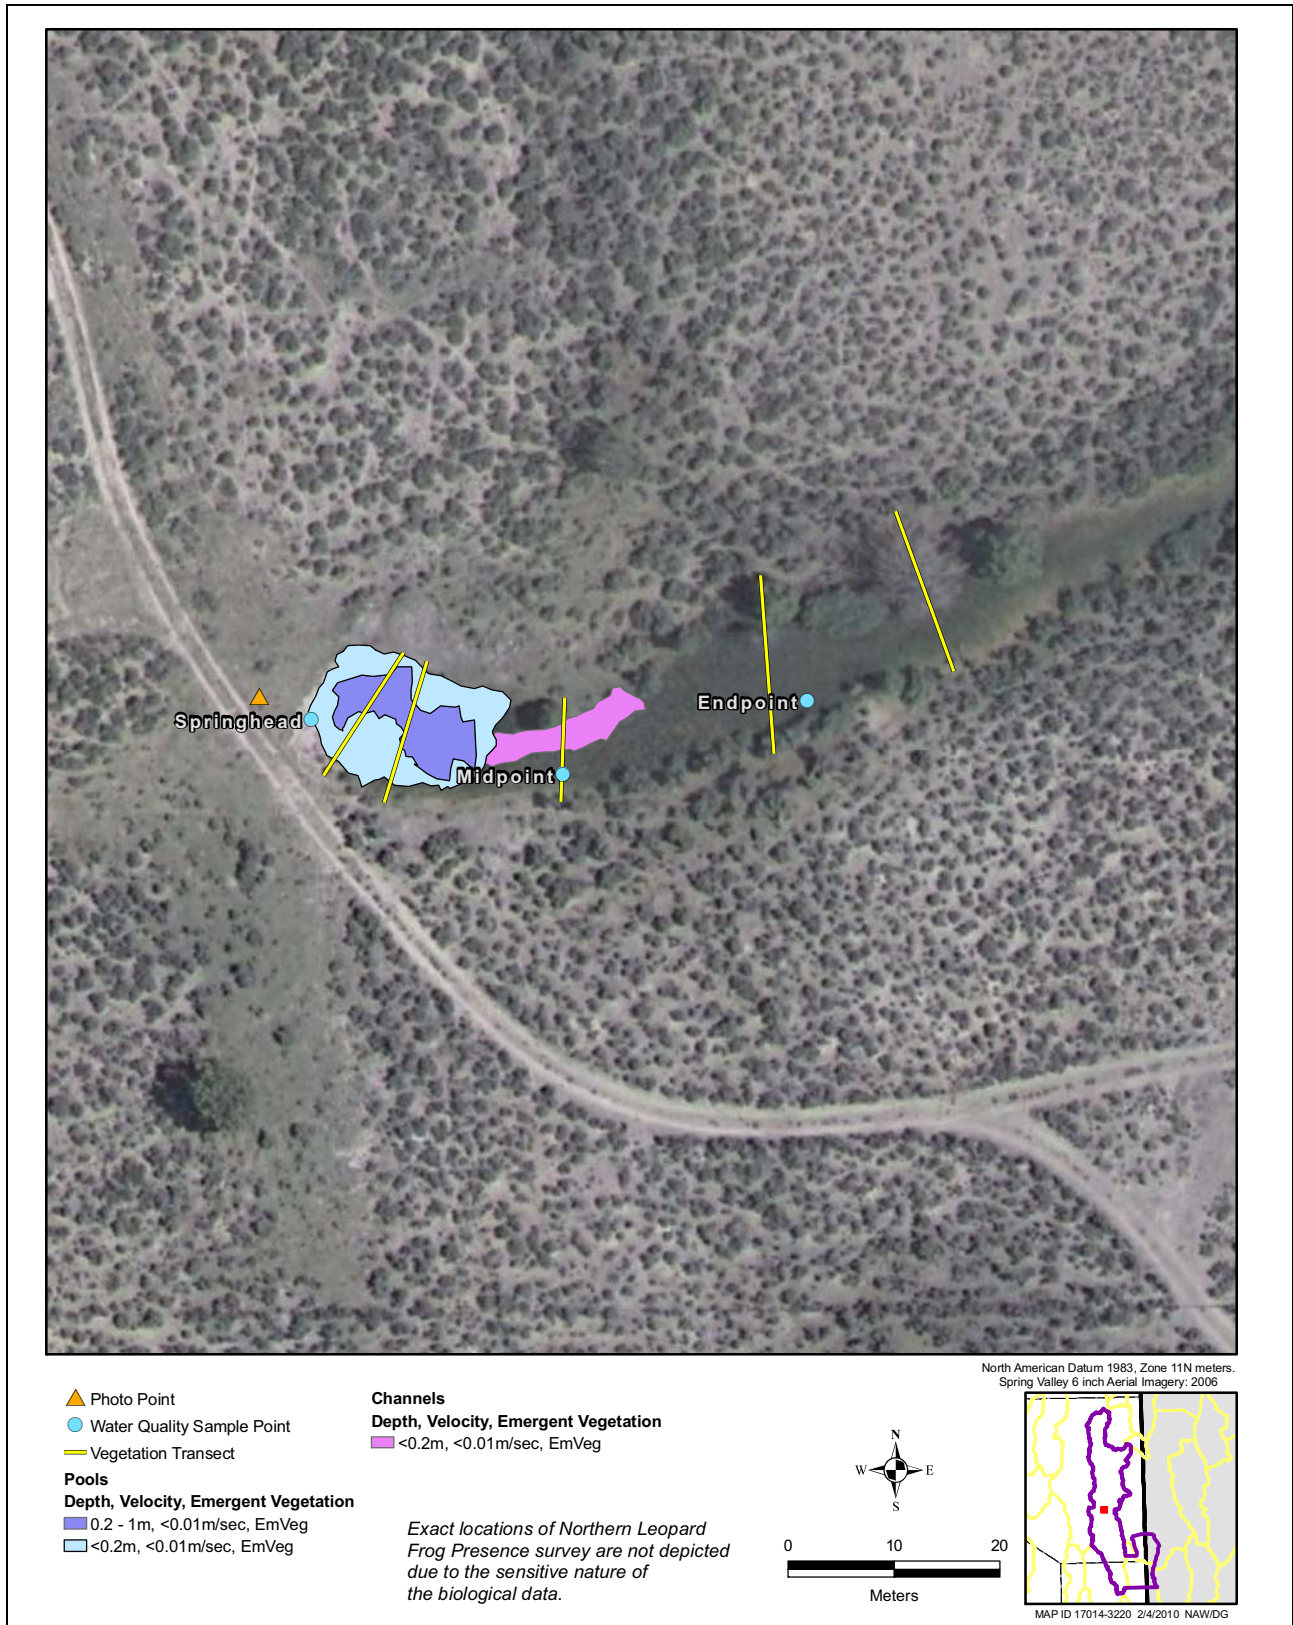 Springhead
Midpoint
Endpoint
North American Datum 1983, Zone 11N meters.
Spring Valley 6 inch Aerial Imagery: 2006
Photo Point
Water Quality Sample Point
Vegetation Transect
Pools
Depth, Velocity, Emergent Vegetation
0.2 - 1m, <0.01m/sec, EmVeg
<0.2m, <0.01m/sec, EmVeg
Channels
Depth, Velocity, Emergent Vegetation
<0.2m, <0.01m/sec, EmVeg
Exact locations of Northern Leopard
Frog Presence survey are not depicted
due to the sensitive nature of
the biological data.
N
W E
S
0 10 20
Meters
MAP ID 17014-3220 2/4/2010 NAW/DG